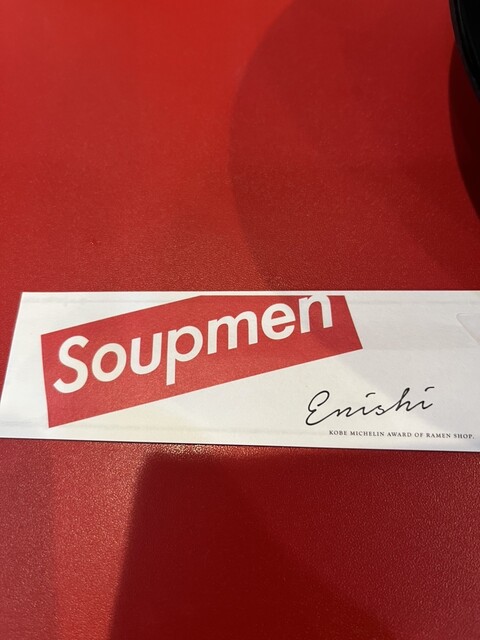 Soupmen
Enishi
KOBE MICHELIN AWARD OF RAMEN SHOP.